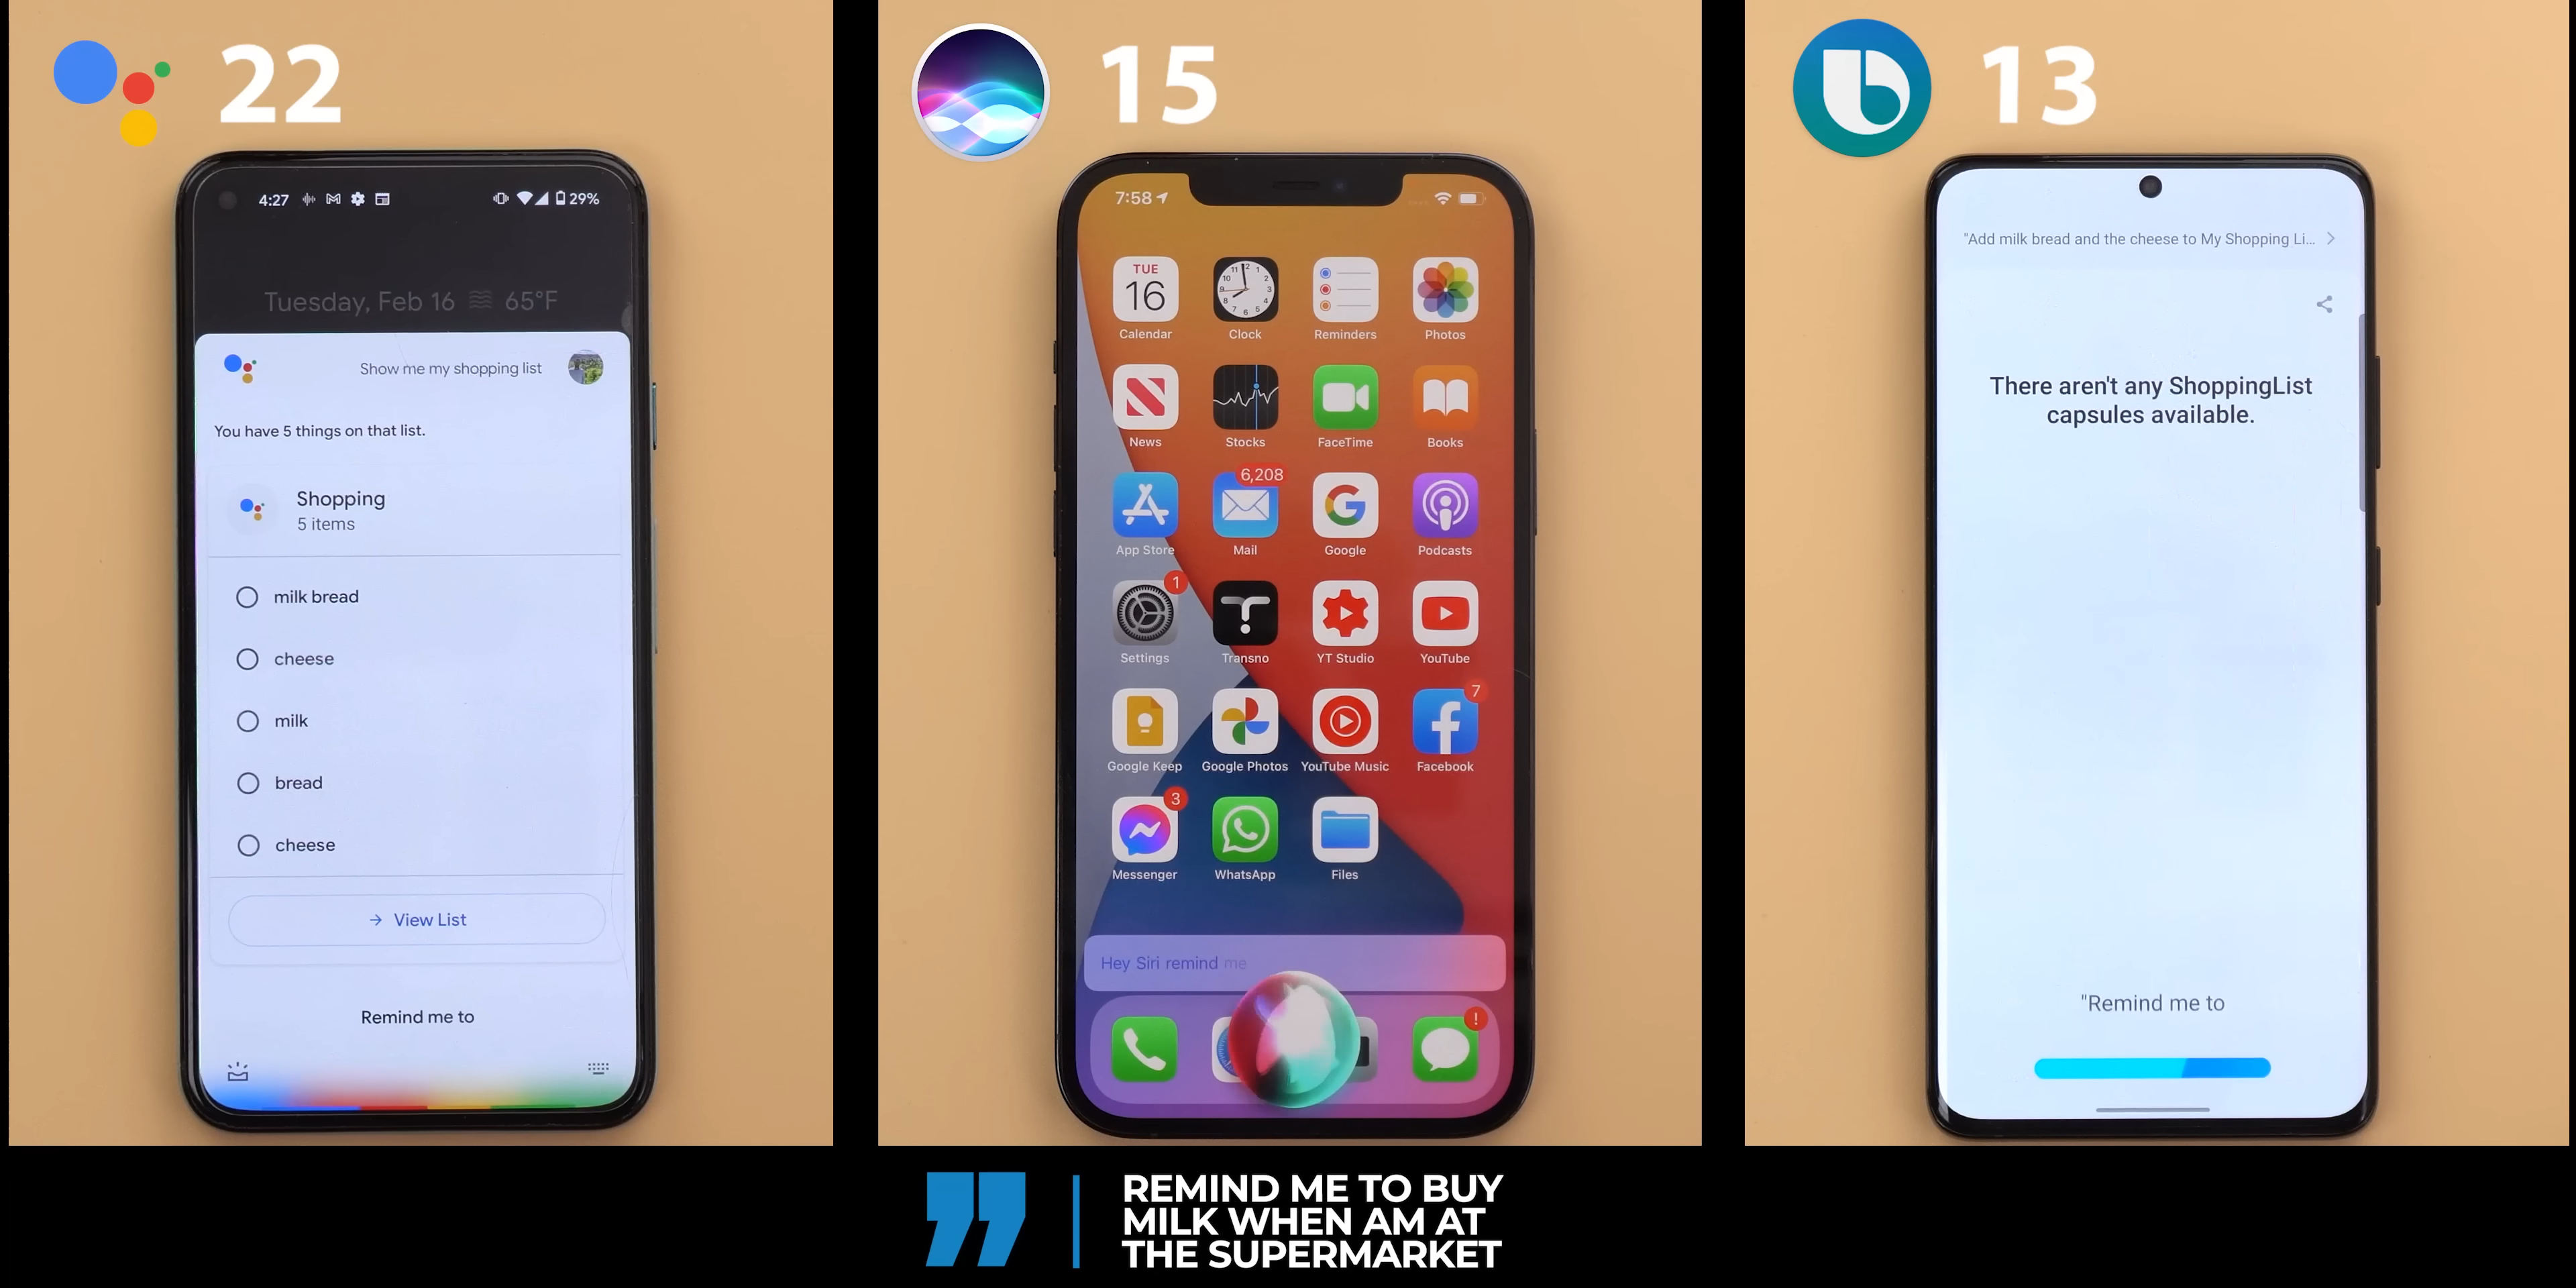 22
4:27
29%
Tuesday, Feb 16
65°F
Show me my shopping list
You have 5 things on that list.
Shopping
5 items
milk bread
cheese
milk
bread
cheese
→ View List
Remind me to
15
7:58
TUE
16
Calendar
Clock
Reminders
Photos
News
Stocks
FaceTime
Books
6,208
App Store
Mail
Google
Podcasts
1
Settings
Transno
YT Studio
YouTube
7
Google Keep
Google Photos
YouTube Music
Facebook
3
Messenger
WhatsApp
Files
Hey Siri remind me
!
13
"Add milk bread and the cheese to My Shopping Li...
There aren't any ShoppingList
capsules available.
"Remind me to
REMIND ME TO BUY
MILK WHEN AM AT
THE SUPERMARKET